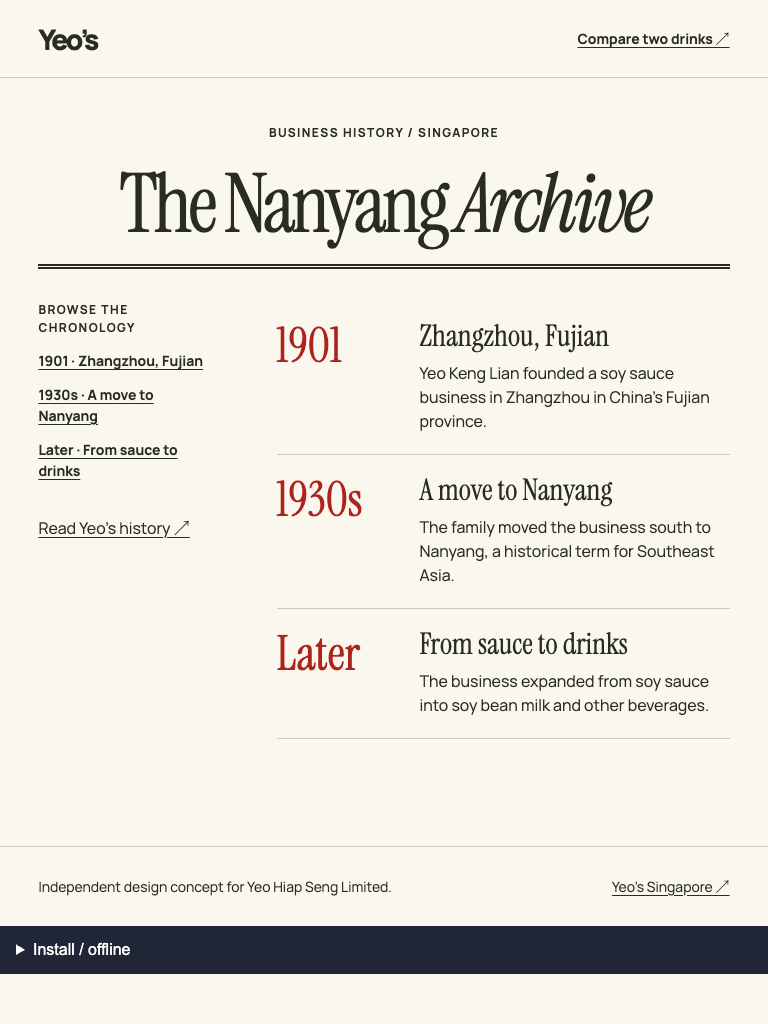 Yeo's
Compare two drinks ↗
BUSINESS HISTORY / SINGAPORE
The Nanyang Archive
BROWSE THE
CHRONOLOGY
1901 · Zhangzhou, Fujian
1930s · A move to
Nanyang
Later · From sauce to
drinks
Read Yeo's history ↗
1901
Zhangzhou, Fujian
Yeo Keng Lian founded a soy sauce
business in Zhangzhou in China's Fujian
province.
1930s
A move to Nanyang
The family moved the business south to
Nanyang, a historical term for Southeast
Asia.
Later
From sauce to drinks
The business expanded from soy sauce
into soy bean milk and other beverages.
Independent design concept for Yeo Hiap Seng Limited.
Yeo's Singapore ↗
Install / offline